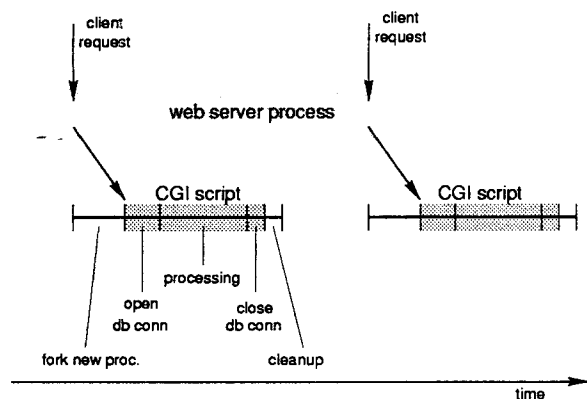 client
request
client
request
web server process
CGI script
CGI script
processing
open
db conn
close
db conn
fork new proc.
cleanup
time